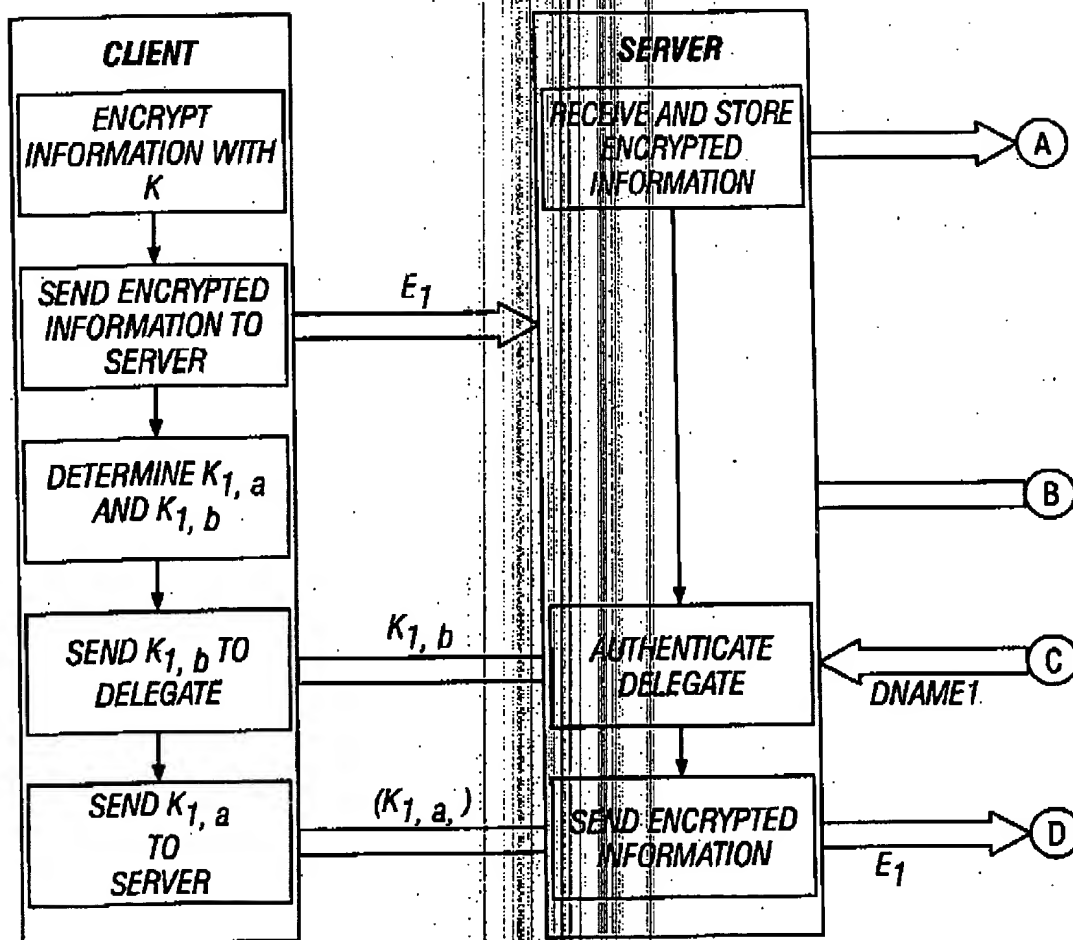 CLIENT
ENCRYPT
INFORMATION WITH
K
SEND ENCRYPTED
INFORMATION TO
SERVER
DETERMINE K1, a
AND K1, b
SEND K1, b TO
DELEGATE
SEND K1, a
TO
SERVER
E1
K1, b
(K1, a,)
SERVER
RECEIVE AND STORE
ENCRYPTED
INFORMATION
AUTHENTICATE
DELEGATE
SEND ENCRYPTED
INFORMATION
A
B
C
DNAME1
D
E1